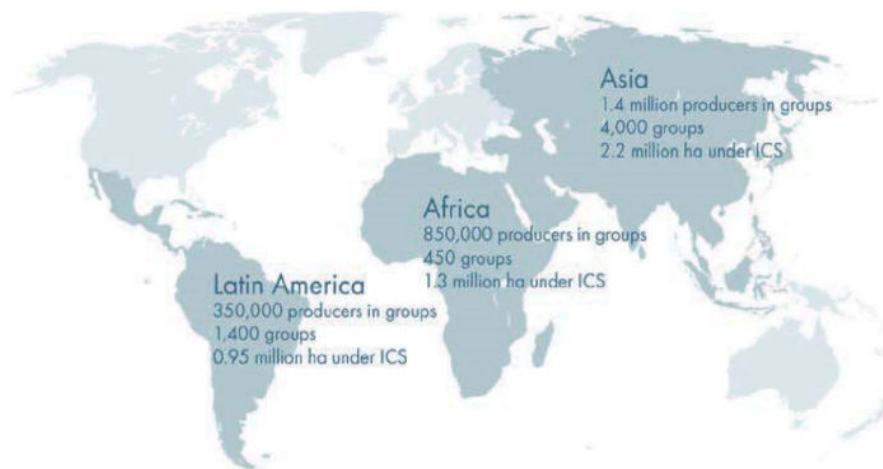 Asia
1.4 million producers in groups
4,000 groups
2.2 million ha under ICS
Africa
850,000 producers in groups
450 groups
1.3 million ha under ICS
Latin America
350,000 producers in groups
1,400 groups
0.95 million ha under ICS